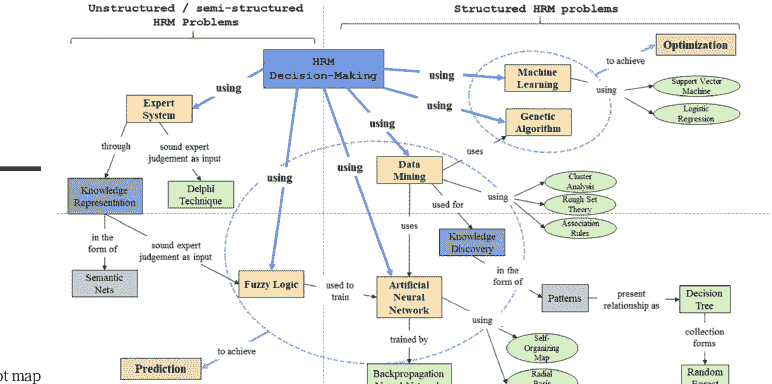 Unstructured / semi-structured
HRM Problems
Structured HRM problems
HRM
Decision-Making
Optimization
to achieve
using
Machine
Learning
using
Support Vector
Machine
Logistic
Regression
using
Expert
System
using
Genetic
Algorithm
using
through
sound expert
judgement as input
uses
Data
Mining
using
using
Knowledge
Representation
Delphi
Technique
used for
using
Cluster
Analysis
Rough Set
Theory
Association
Rules
in the
form of
sound expert
judgement as input
uses
Knowledge
Discovery
Semantic
Nets
Fuzzy Logic
used to
train
Artificial
Neural
Network
in the
form of
Patterns
present
relationship as
Decision
Tree
using
trained by
collection
forms
to achieve
Self-
Organizing
Map
Prediction
Backpropagation
Radial
Basis
Random
Forest
pt map